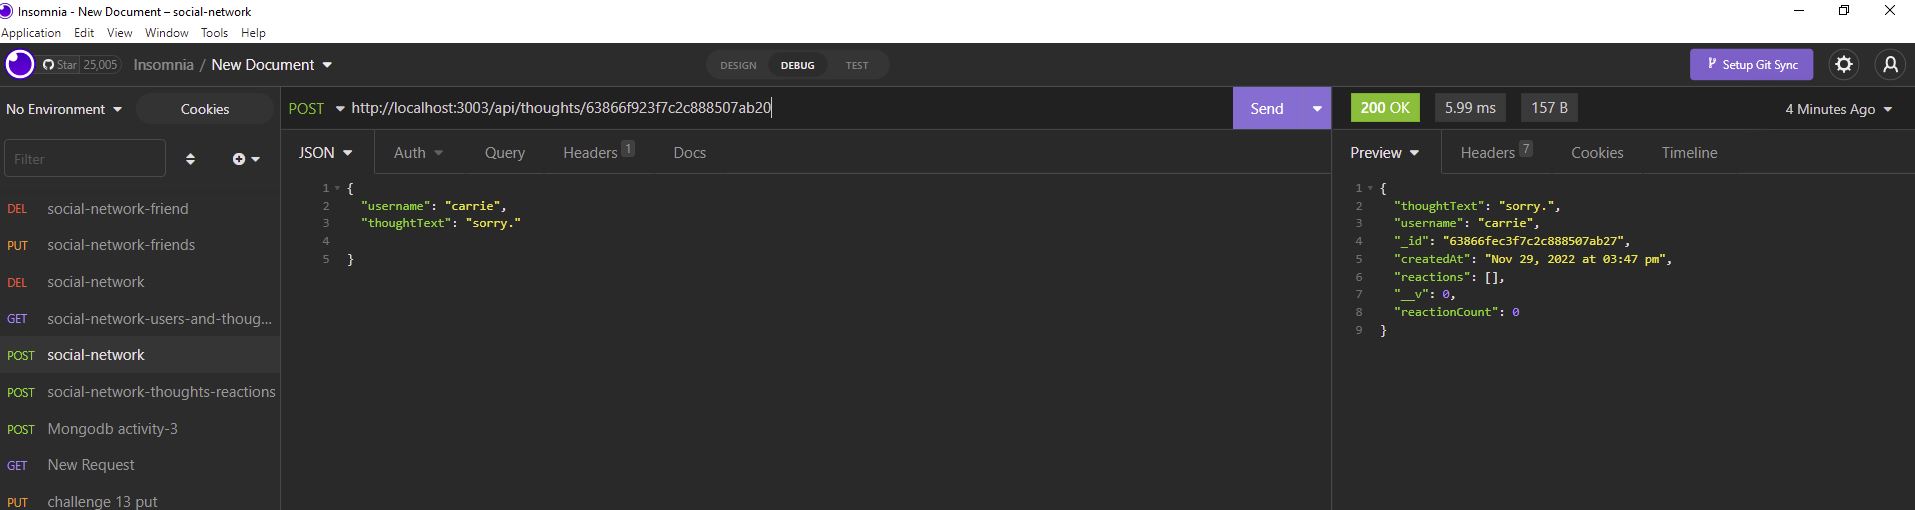 Insomnia - New Document – social-network
Application Edit View Window Tools Help
Star 25,005 Insomnia / New Document DESIGN DEBUG TEST Setup Git Sync
No Environment Cookies POST http://localhost:3003/api/thoughts/63866f923f7c2c888507ab20 Send 200 OK 5.99 ms 157 B 4 Minutes Ago
Filter
JSON Auth Query Headers 1 Docs
Preview Headers 7 Cookies Timeline
DEL social-network-friend
PUT social-network-friends
DEL social-network
GET social-network-users-and-thoug...
POST social-network
POST social-network-thoughts-reactions
POST Mongodb activity-3
GET New Request
PUT challenge 13 put
1 {
2 "username": "carrie",
3 "thoughtText": "sorry."
4
5 }
1 {
2 "thoughtText": "sorry.",
3 "username": "carrie",
4 "_id": "63866fec3f7c2c888507ab27",
5 "createdAt": "Nov 29, 2022 at 03:47 pm",
6 "reactions": [],
7 "__v": 0,
8 "reactionCount": 0
9 }